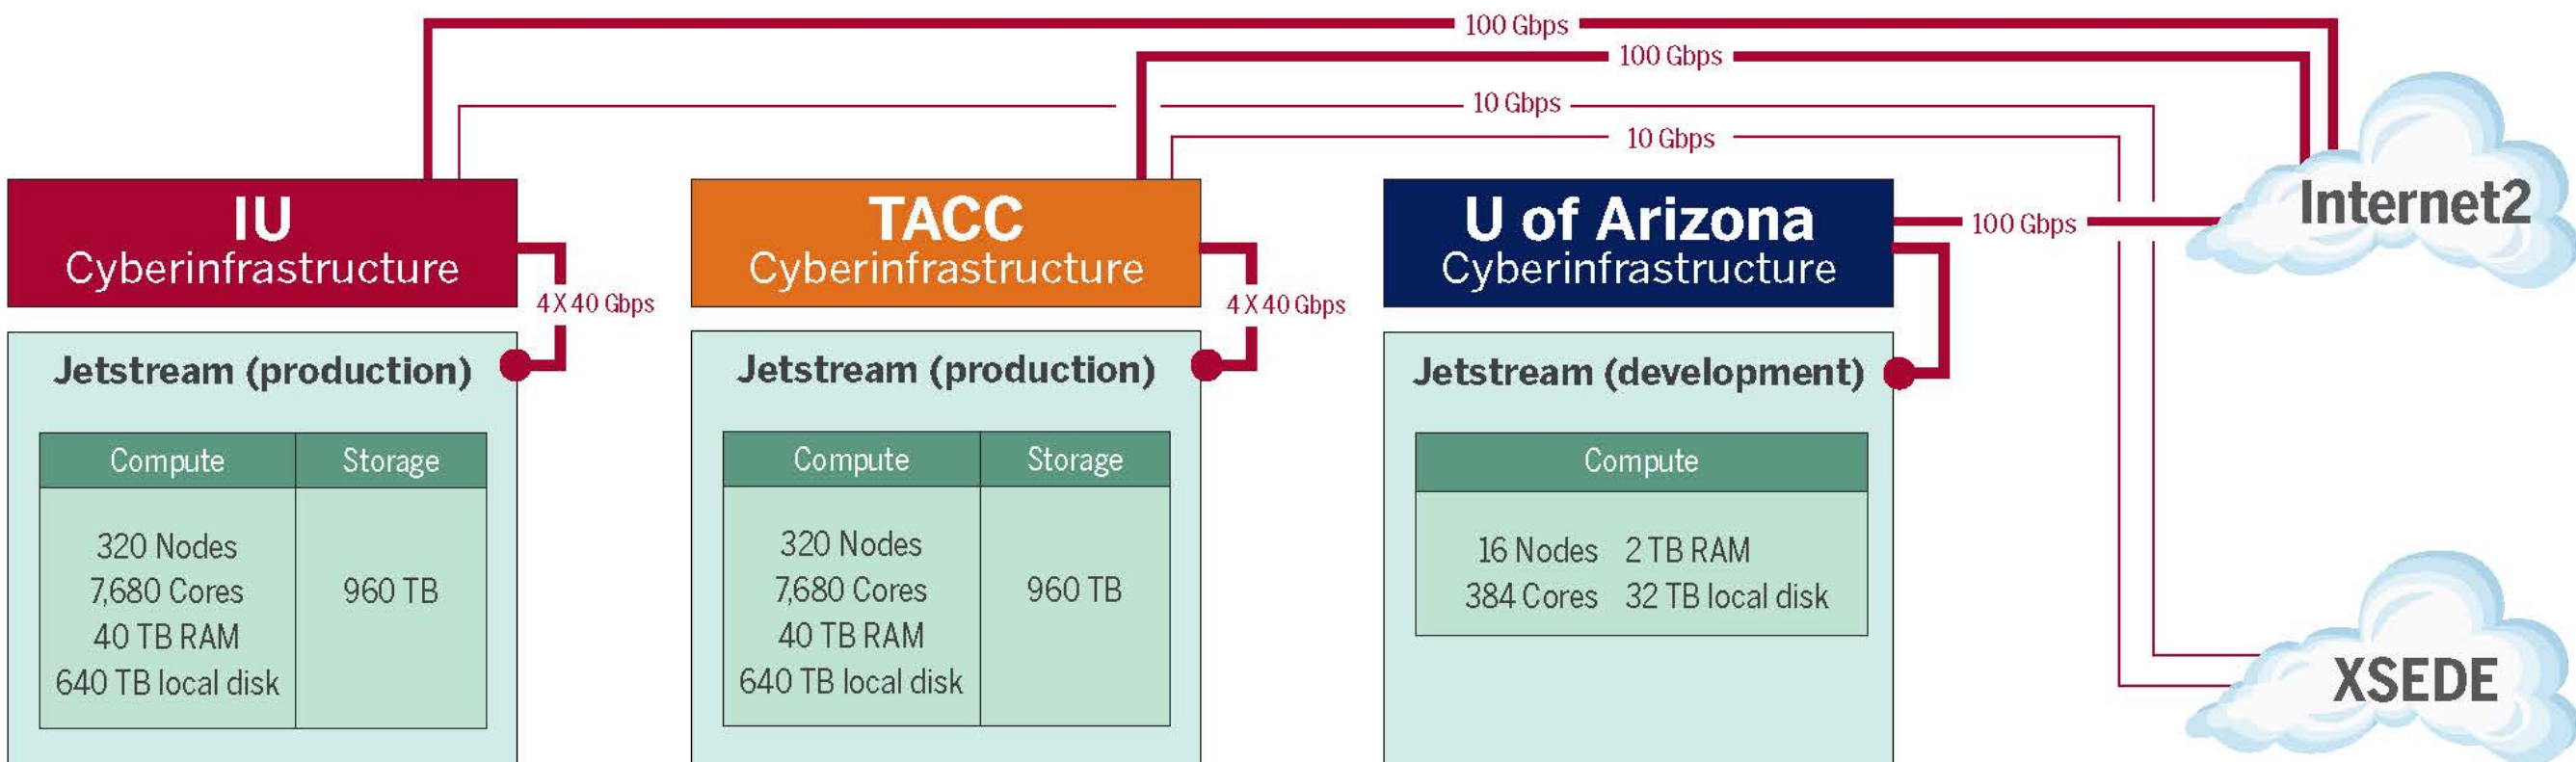 100 Gbps
100 Gbps
10 Gbps
10 Gbps
IU
Cyberinfrastructure
4 X 40 Gbps
Jetstream (production)
Compute
Storage
320 Nodes
7,680 Cores
40 TB RAM
640 TB local disk
960 TB
TACC
Cyberinfrastructure
4 X 40 Gbps
Jetstream (production)
Compute
Storage
320 Nodes
7,680 Cores
40 TB RAM
640 TB local disk
960 TB
U of Arizona
Cyberinfrastructure
100 Gbps
Jetstream (development)
Compute
16 Nodes 2 TB RAM
384 Cores 32 TB local disk
Internet2
XSEDE